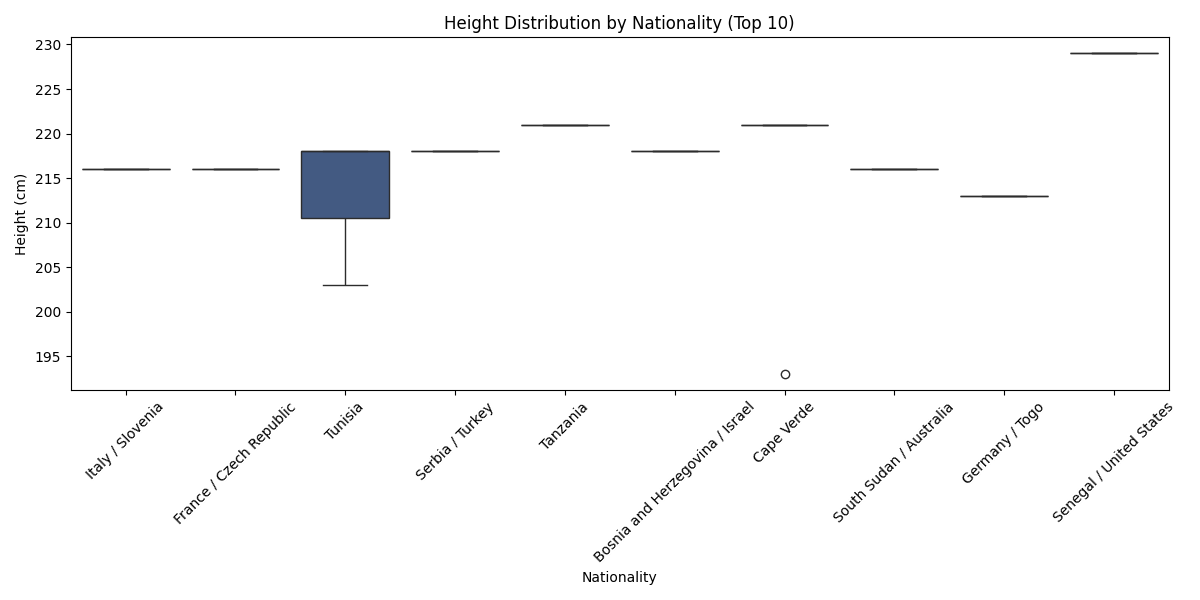 Height Distribution by Nationality (Top 10)
230
225
220
215
210
205
200
195
Height (cm)
Italy / Slovenia
France / Czech Republic
Tunisia
Serbia / Turkey
Tanzania
Bosnia and Herzegovina / Israel
Cape Verde
South Sudan / Australia
Germany / Togo
Senegal / United States
Nationality